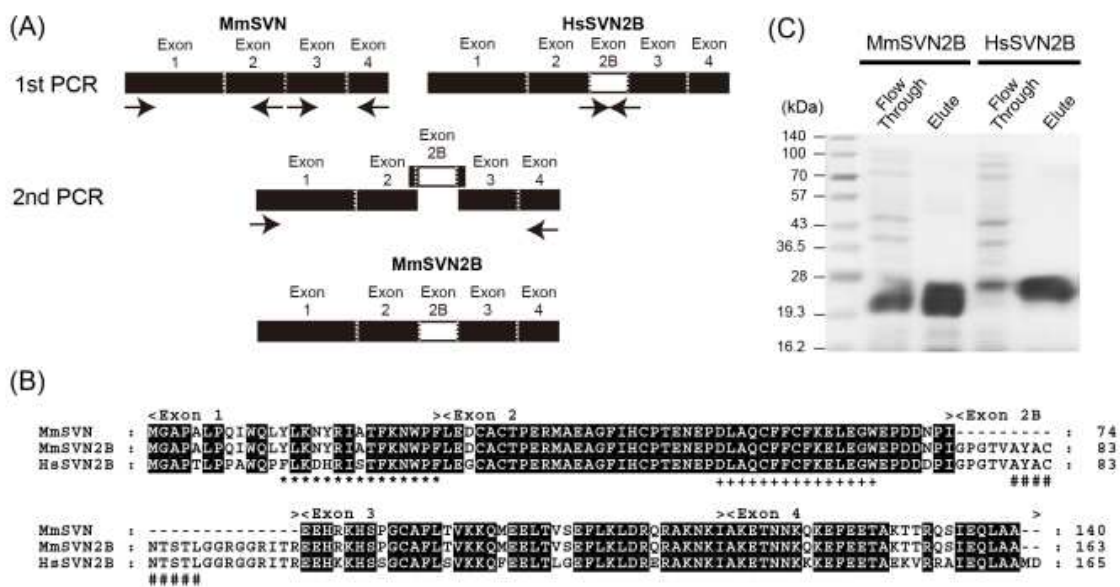 (A)
MmSVN
HsSVN2B
Exon 1
Exon 2
Exon 3
Exon 4
Exon 1
Exon 2
Exon 2B
Exon 3
Exon 4
1st PCR
Exon 2B
Exon 1
Exon 2
Exon 3
Exon 4
2nd PCR
MmSVN2B
Exon 1
Exon 2
Exon 2B
Exon 3
Exon 4
(C)
MmSVN2B HsSVN2B
(kDa)
Flow Through
Elute
Flow Through
Elute
140
100
70
57
43
36.5
28
19.3
16.2
(B)
<Exon 1 ><Exon 2 ><Exon 2B
MmSVN : MGAPALPQIWQLYLKNYRIATFKNWPFLEDCACTPERMAEAGFIHCPTENEPDLAQCFFCFKELEGWEPDDNPI--------- : 74
MmSVN2B : MGAPALPQIWQLYLKNYRIATFKNWPFLEDCACTPERMAEAGFIHCPTENEPDLAQCFFCFKELEGWEPDDNPIGPGTVAYAC : 83
HsSVN2B : MGAPTLPPAWQPFLKDHRISTFKNWPFLEGCACTPERMAEAGFIHCPTENEPDLAQCFFCFKELEGWEPDDDPIGPGTVAYAC : 83
*************** +++++++++++++++ ####
><Exon 3 ><Exon 4 >
MmSVN : --------------EEHRKHSPGCAFLTVKKQMEELTVSEFLKLDRQRAKNKIAKETNNKQKEFEETAKTTRQSIEQLAA-- : 140
MmSVN2B : NTSTLGGRGGRITREEHRKHSPGCAFLTVKKQMEELTVSEFLKLDRQRAKNKIAKETNNKQKEFEETAKTTRQSIEQLAA-- : 163
HsSVN2B : NTSTLGGRGGRITREEHKKHSSGCAFLSVKKQFEELTLGEFLKLDRERAKNKIAKETNNKKKEFEETAKKVRRAIEQLAAMD : 165
#####